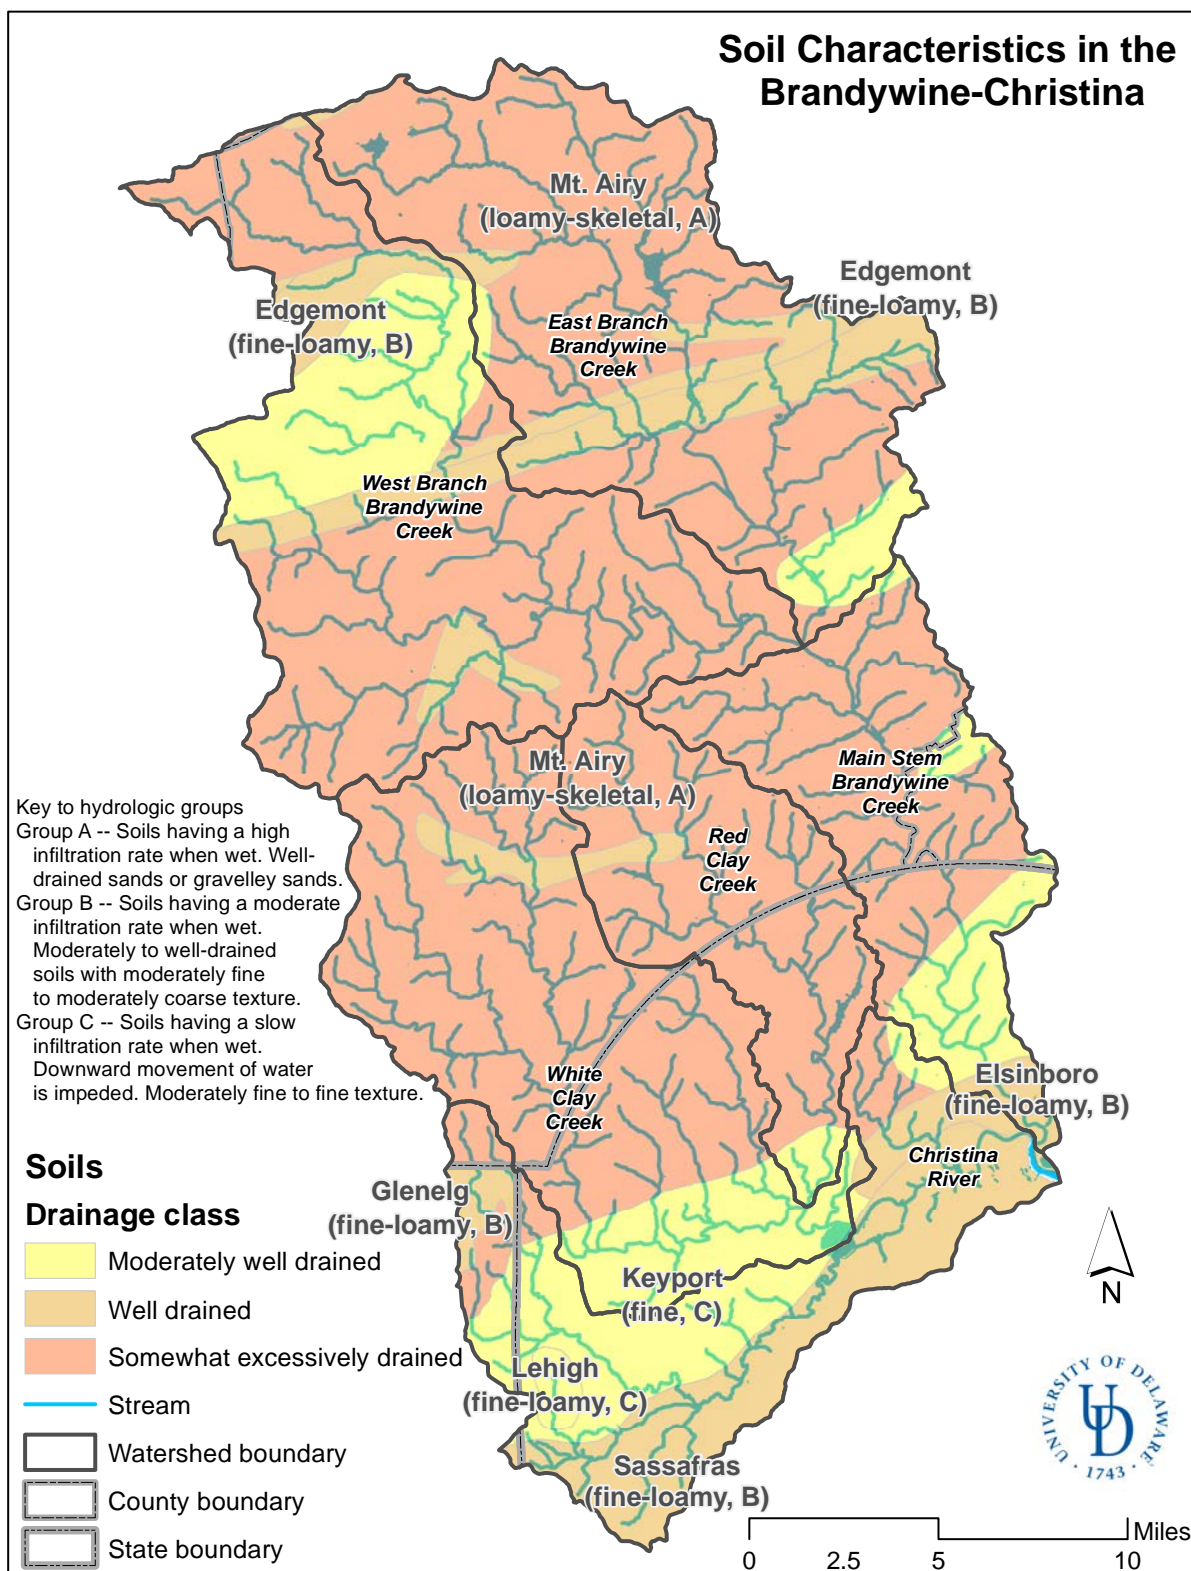 Soil Characteristics in the
Brandywine-Christina
Mt. Airy
(loamy-skeletal, A)
Edgemont
(fine-loamy, B)
Edgemont
(fine-loamy, B)
East Branch
Brandywine
Creek
West Branch
Brandywine
Creek
Mt. Airy
(loamy-skeletal, A)
Main Stem
Brandywine
Creek
Red
Clay
Creek
Key to hydrologic groups
Group A -- Soils having a high
infiltration rate when wet. Well-
drained sands or gravelley sands.
Group B -- Soils having a moderate
infiltration rate when wet.
Moderately to well-drained
soils with moderately fine
to moderately coarse texture.
Group C -- Soils having a slow
infiltration rate when wet.
Downward movement of water
is impeded. Moderately fine to fine texture.
White
Clay
Creek
Elsinboro
(fine-loamy, B)
Christina
River
Glenelg
(fine-loamy, B)
Keyport
(fine, C)
Lehigh
(fine-loamy, C)
Sassafras
(fine-loamy, B)
Soils
Drainage class
Moderately well drained
Well drained
Somewhat excessively drained
Stream
Watershed boundary
County boundary
State boundary
N
UNIVERSITY OF DELAWARE
UD
· 1743 ·
Miles
0 2.5 5 10